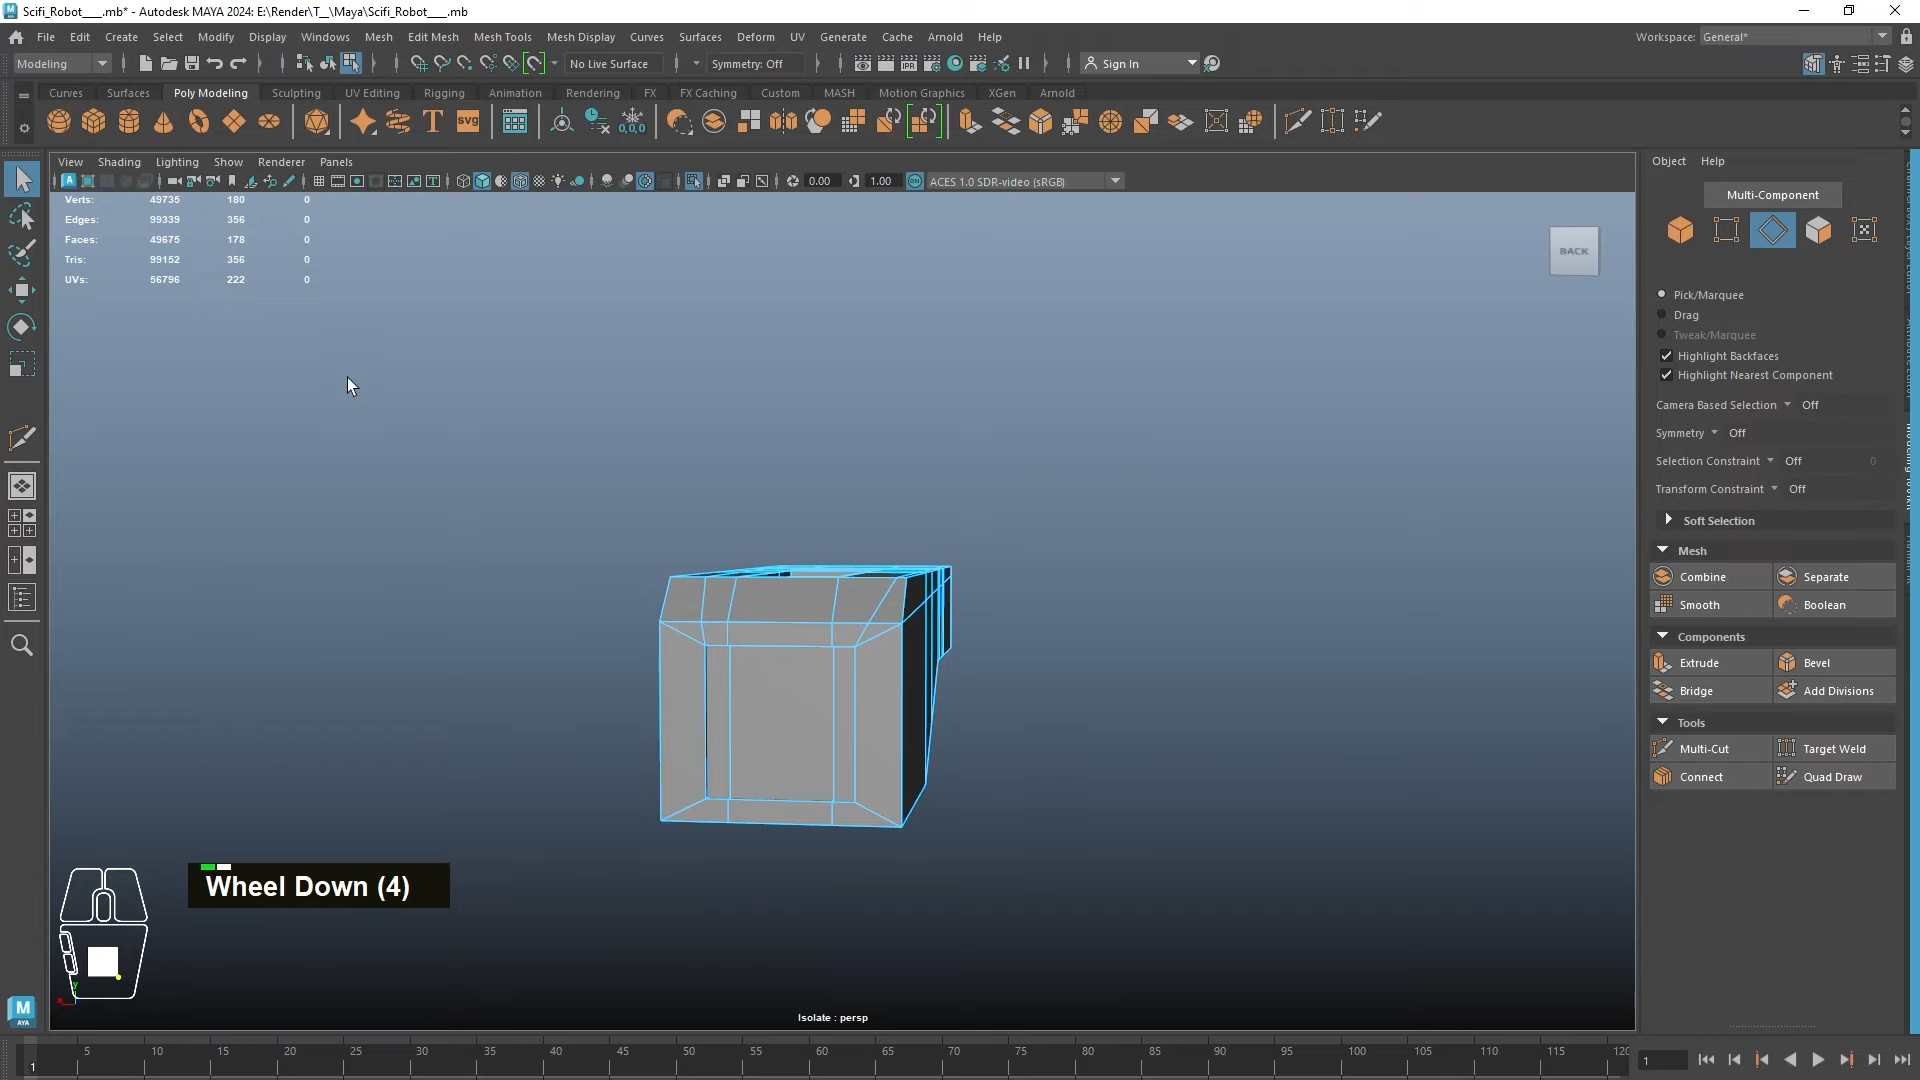 Scifi_Robot___.mb* - Autodesk MAYA 2024: E:\Render\T_\Maya\Scifi_Robot___.mb
File Edit Create Select Modify Display Windows Mesh Edit Mesh Mesh Tools Mesh Display Curves Surfaces Deform UV Generate Cache Arnold Help
Workspace: General*
Modeling No Live Surface Symmetry: Off Sign In
Curves Surfaces Poly Modeling Sculpting UV Editing Rigging Animation Rendering FX FX Caching Custom MASH Motion Graphics XGen Arnold
T SVG 0,0,0
View Shading Lighting Show Renderer Panels
0.00 1.00 ON ACES 1.0 SDR-video (sRGB)
Verts: 49735 180 0
Edges: 99339 356 0
Faces: 49675 178 0
Tris: 99152 356 0
UVs: 56796 222 0
BACK
Object Help
Multi-Component
Pick/Marquee
Drag
Tweak/Marquee
Highlight Backfaces
Highlight Nearest Component
Camera Based Selection Off
Symmetry Off
Selection Constraint Off 0
Transform Constraint Off
Soft Selection
Mesh
Combine Separate
Smooth Boolean
Components
Extrude Bevel
Bridge Add Divisions
Tools
Multi-Cut Target Weld
Connect Quad Draw
Wheel Down (4)
y
x
Isolate : persp
M
AYA
5 10 15 20 25 30 35 40 45 50 55 60 65 70 75 80 85 90 95 100 105 110 115 120
1
1